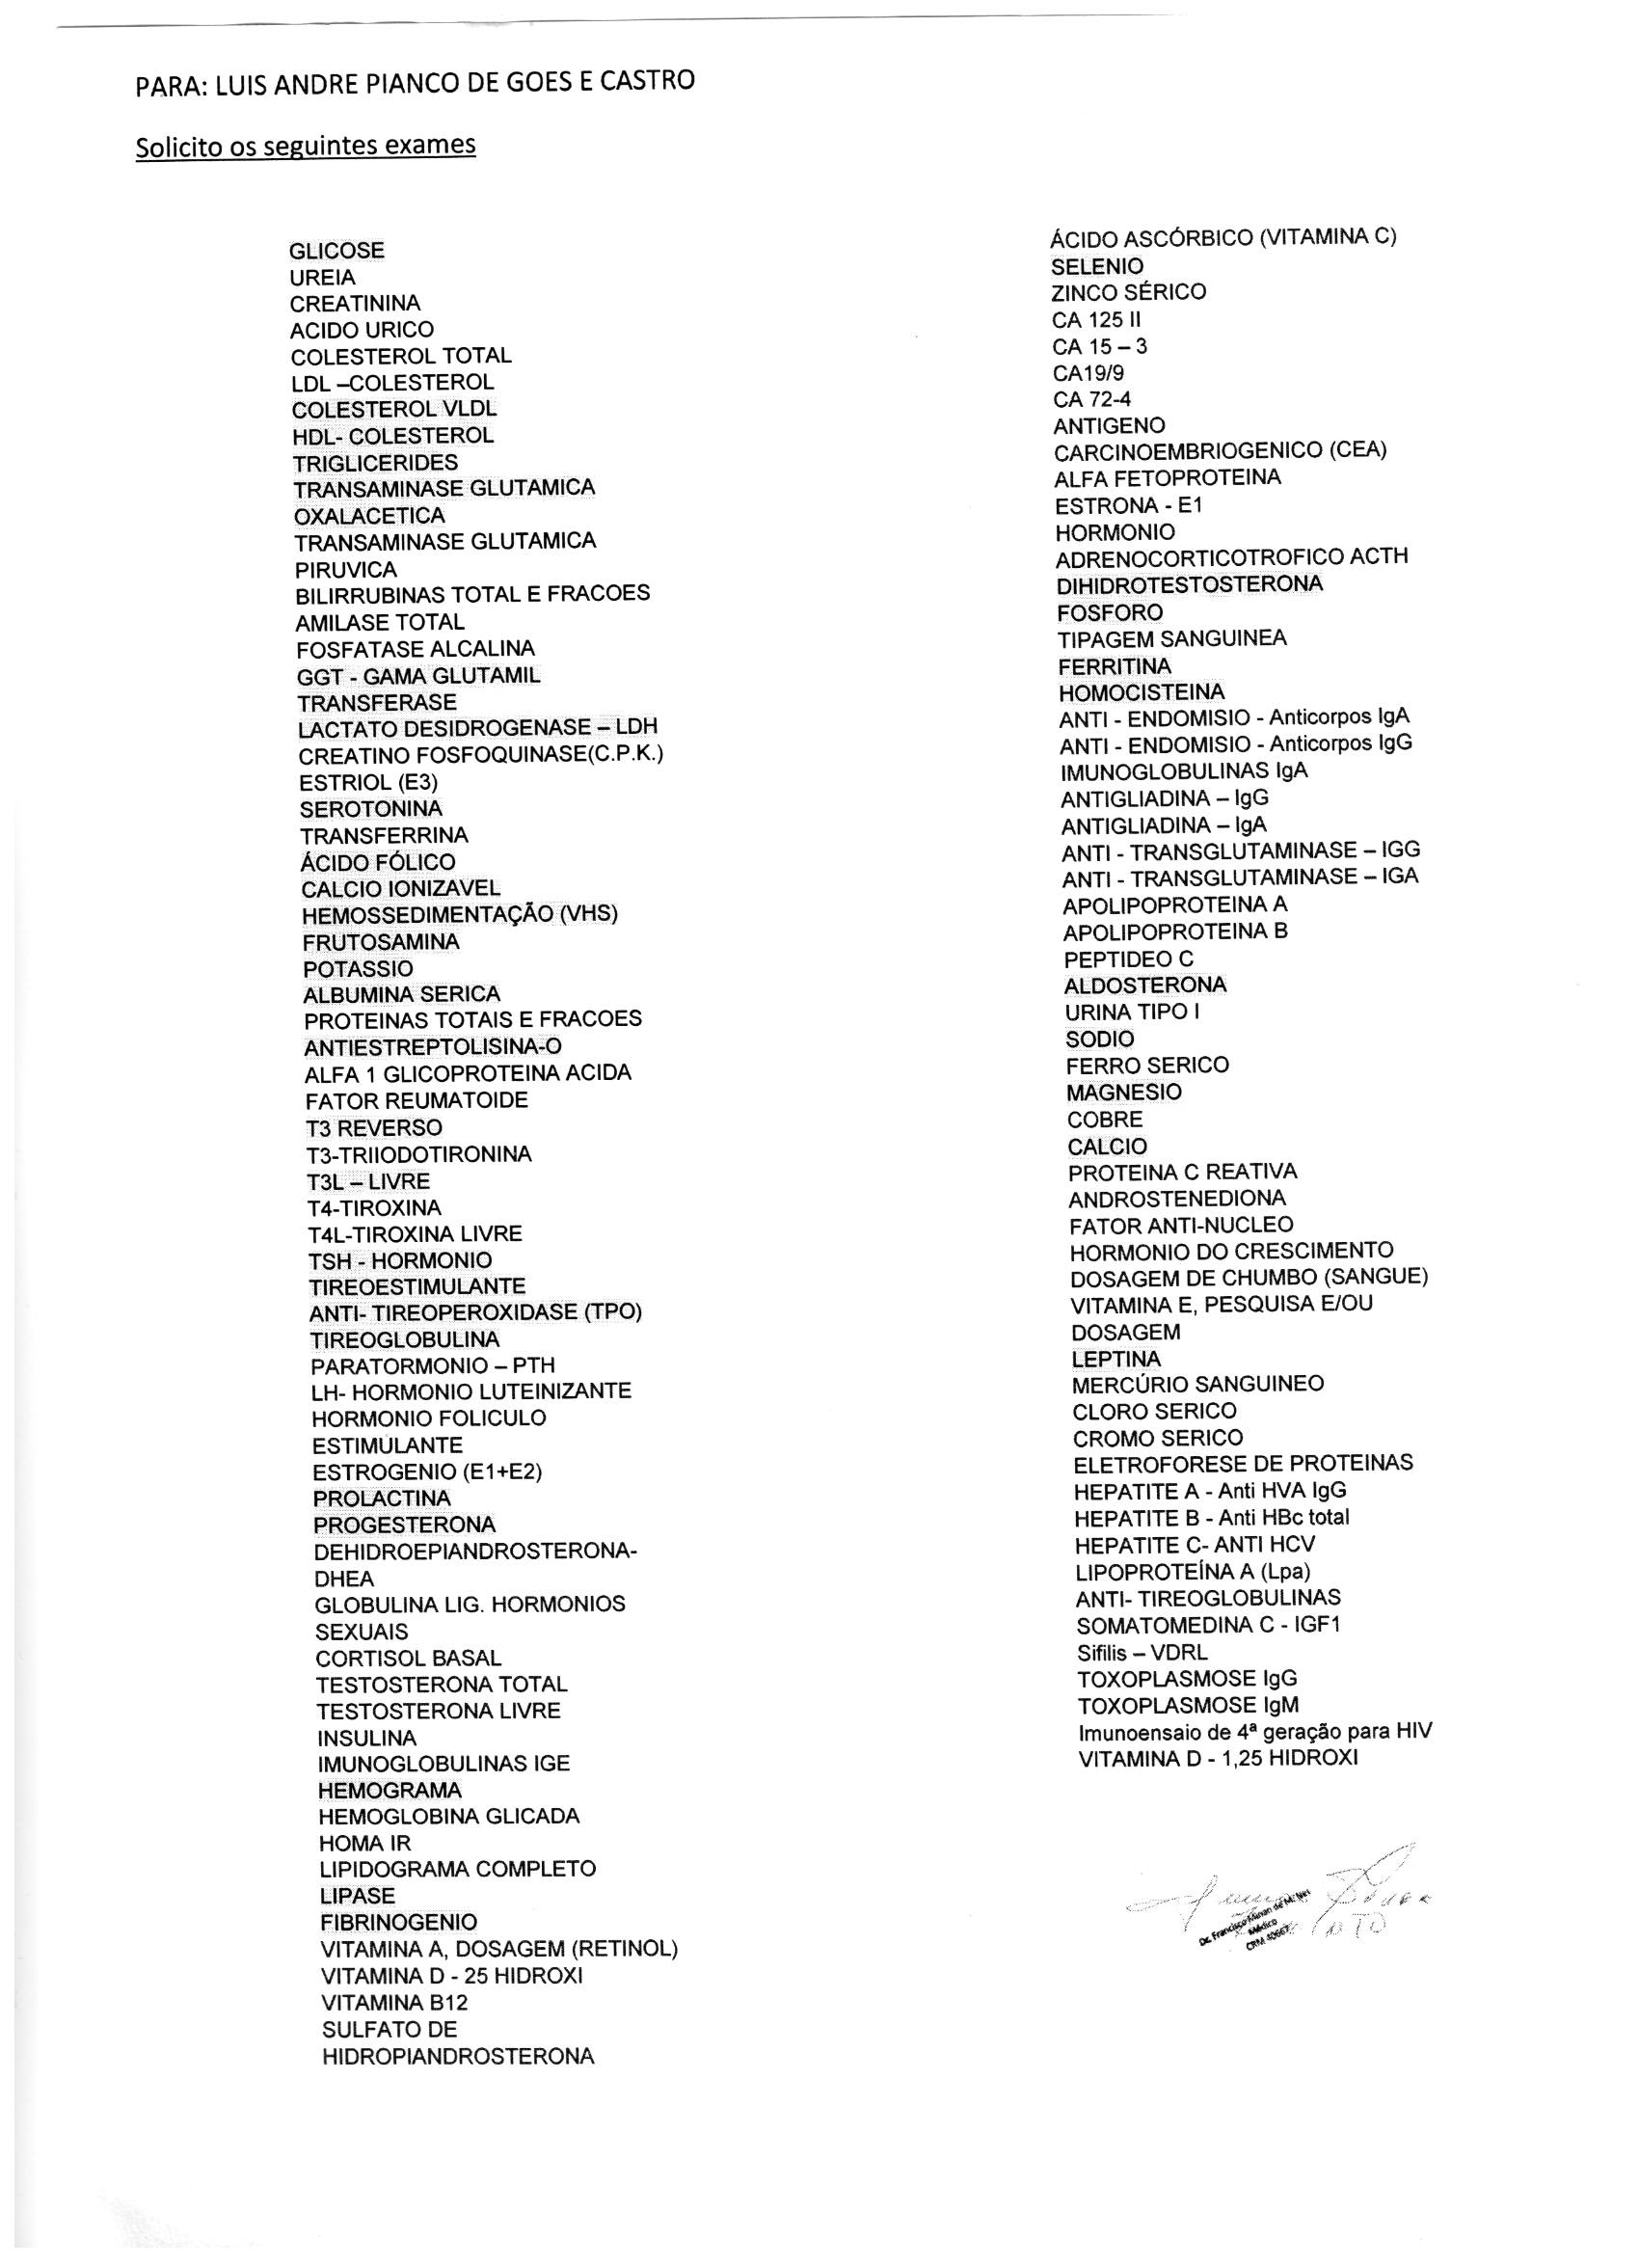 PARA: LUIS ANDRE PIANCO DE GOES E CASTRO
Solicito os seguintes exames
GLICOSE
UREIA
CREATININA
ACIDO URICO
COLESTEROL TOTAL
LDL –COLESTEROL
COLESTEROL VLDL
HDL- COLESTEROL
TRIGLICERIDES
TRANSAMINASE GLUTAMICA
OXALACETICA
TRANSAMINASE GLUTAMICA
PIRUVICA
BILIRRUBINAS TOTAL E FRACOES
AMILASE TOTAL
FOSFATASE ALCALINA
GGT - GAMA GLUTAMIL
TRANSFERASE
LACTATO DESIDROGENASE – LDH
CREATINO FOSFOQUINASE(C.P.K.)
ESTRIOL (E3)
SEROTONINA
TRANSFERRINA
ÁCIDO FÓLICO
CALCIO IONIZAVEL
HEMOSSEDIMENTAÇÃO (VHS)
FRUTOSAMINA
POTASSIO
ALBUMINA SERICA
PROTEINAS TOTAIS E FRACOES
ANTIESTREPTOLISINA-O
ALFA 1 GLICOPROTEINA ACIDA
FATOR REUMATOIDE
T3 REVERSO
T3-TRIIODOTIRONINA
T3L – LIVRE
T4-TIROXINA
T4L-TIROXINA LIVRE
TSH - HORMONIO
TIREOESTIMULANTE
ANTI- TIREOPEROXIDASE (TPO)
TIREOGLOBULINA
PARATORMONIO – PTH
LH- HORMONIO LUTEINIZANTE
HORMONIO FOLICULO
ESTIMULANTE
ESTROGENIO (E1+E2)
PROLACTINA
PROGESTERONA
DEHIDROEPIANDROSTERONA-
DHEA
GLOBULINA LIG. HORMONIOS
SEXUAIS
CORTISOL BASAL
TESTOSTERONA TOTAL
TESTOSTERONA LIVRE
INSULINA
IMUNOGLOBULINAS IGE
HEMOGRAMA
HEMOGLOBINA GLICADA
HOMA IR
LIPIDOGRAMA COMPLETO
LIPASE
FIBRINOGENIO
VITAMINA A, DOSAGEM (RETINOL)
VITAMINA D - 25 HIDROXI
VITAMINA B12
SULFATO DE
HIDROPIANDROSTERONA
ÁCIDO ASCÓRBICO (VITAMINA C)
SELENIO
ZINCO SÉRICO
CA 125 II
CA 15 – 3
CA19/9
CA 72-4
ANTIGENO
CARCINOEMBRIOGENICO (CEA)
ALFA FETOPROTEINA
ESTRONA - E1
HORMONIO
ADRENOCORTICOTROFICO ACTH
DIHIDROTESTOSTERONA
FOSFORO
TIPAGEM SANGUINEA
FERRITINA
HOMOCISTEINA
ANTI - ENDOMISIO - Anticorpos IgA
ANTI - ENDOMISIO - Anticorpos IgG
IMUNOGLOBULINAS IgA
ANTIGLIADINA – IgG
ANTIGLIADINA – IgA
ANTI - TRANSGLUTAMINASE – IGG
ANTI - TRANSGLUTAMINASE – IGA
APOLIPOPROTEINA A
APOLIPOPROTEINA B
PEPTIDEO C
ALDOSTERONA
URINA TIPO I
SODIO
FERRO SERICO
MAGNESIO
COBRE
CALCIO
PROTEINA C REATIVA
ANDROSTENEDIONA
FATOR ANTI-NUCLEO
HORMONIO DO CRESCIMENTO
DOSAGEM DE CHUMBO (SANGUE)
VITAMINA E, PESQUISA E/OU
DOSAGEM
LEPTINA
MERCÚRIO SANGUINEO
CLORO SERICO
CROMO SERICO
ELETROFORESE DE PROTEINAS
HEPATITE A - Anti HVA IgG
HEPATITE B - Anti HBc total
HEPATITE C- ANTI HCV
LIPOPROTEÍNA A (Lpa)
ANTI- TIREOGLOBULINAS
SOMATOMEDINA C - IGF1
Sifilis – VDRL
TOXOPLASMOSE IgG
TOXOPLASMOSE IgM
Imunoensaio de 4ª geração para HIV
VITAMINA D - 1,25 HIDROXI
Dr. Francisco
Médico
CRM